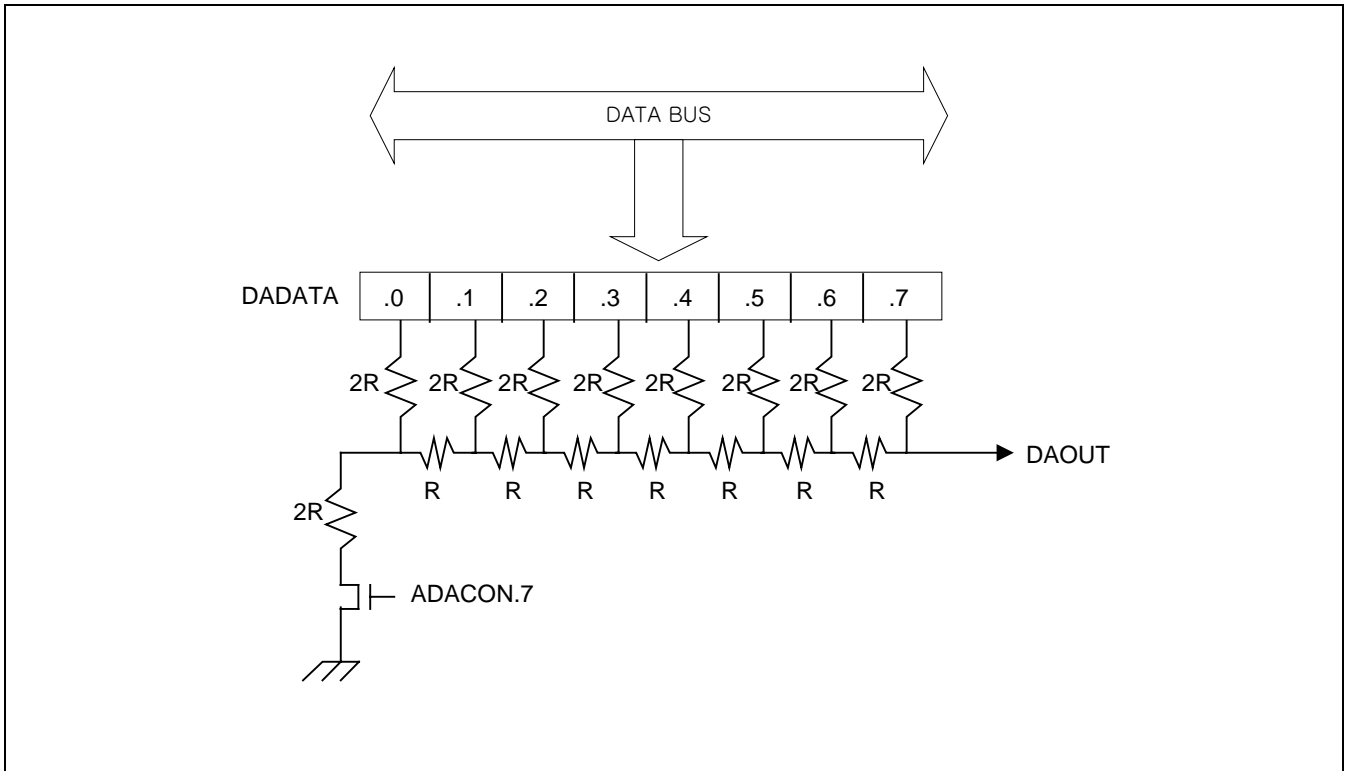 DATA BUS
DADATA .0 .1 .2 .3 .4 .5 .6 .7
2R 2R 2R 2R 2R 2R 2R 2R
DAOUT
R R R R R R R
2R
ADACON.7